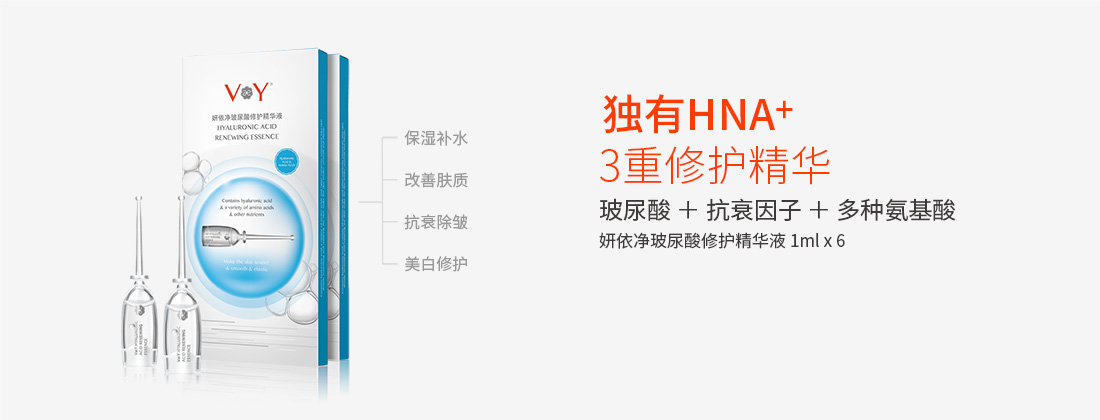 VY
妍依净玻尿酸修护精华液
HYALURONIC ACID
RENEWING ESSENCE
Contains hyaluronic acid
& a variety of amino acids
& other nutrients
Make the skin tender
& smooth & elastic
保湿补水
改善肤质
抗衰除皱
美白修护
独有HNA⁺
3重修护精华
玻尿酸 + 抗衰因子 + 多种氨基酸
妍依净玻尿酸修护精华液 1ml x 6